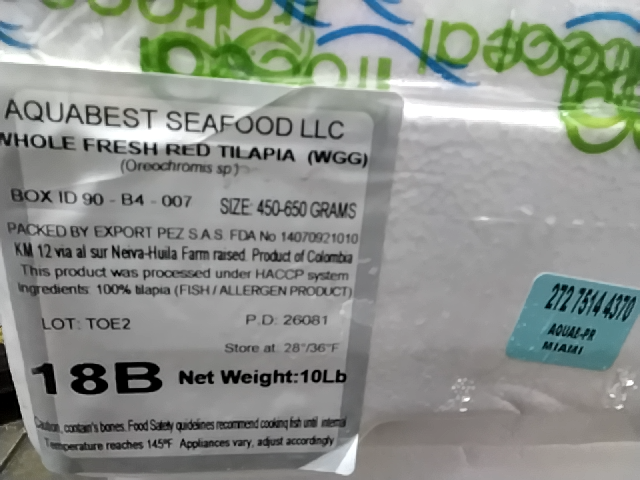 AQUABEST SEAFOOD LLC
WHOLE FRESH RED TILAPIA (WGG)
(Oreochromis sp)
BOX ID 90 - B4 - 007 SIZE: 450-650 GRAMS
PACKED BY EXPORT PEZ S.A.S. FDA No 14070921010
KM 12 via al sur Neiva-Huila Farm raised. Product of Colombia
This product was processed under HACCP system
Ingredients: 100% tilapia (FISH / ALLERGEN PRODUCT)
LOT: TOE2 P.D: 26081
Store at: 28°/36°F
18B Net Weight:10Lb
Caution, contain's bones. Food Safety guidelines recommend cooking fish until internal
Temperature reaches 145°F Appliances vary, adjust accordingly
272 7514 4370
AQUAE-PR
MIAMI